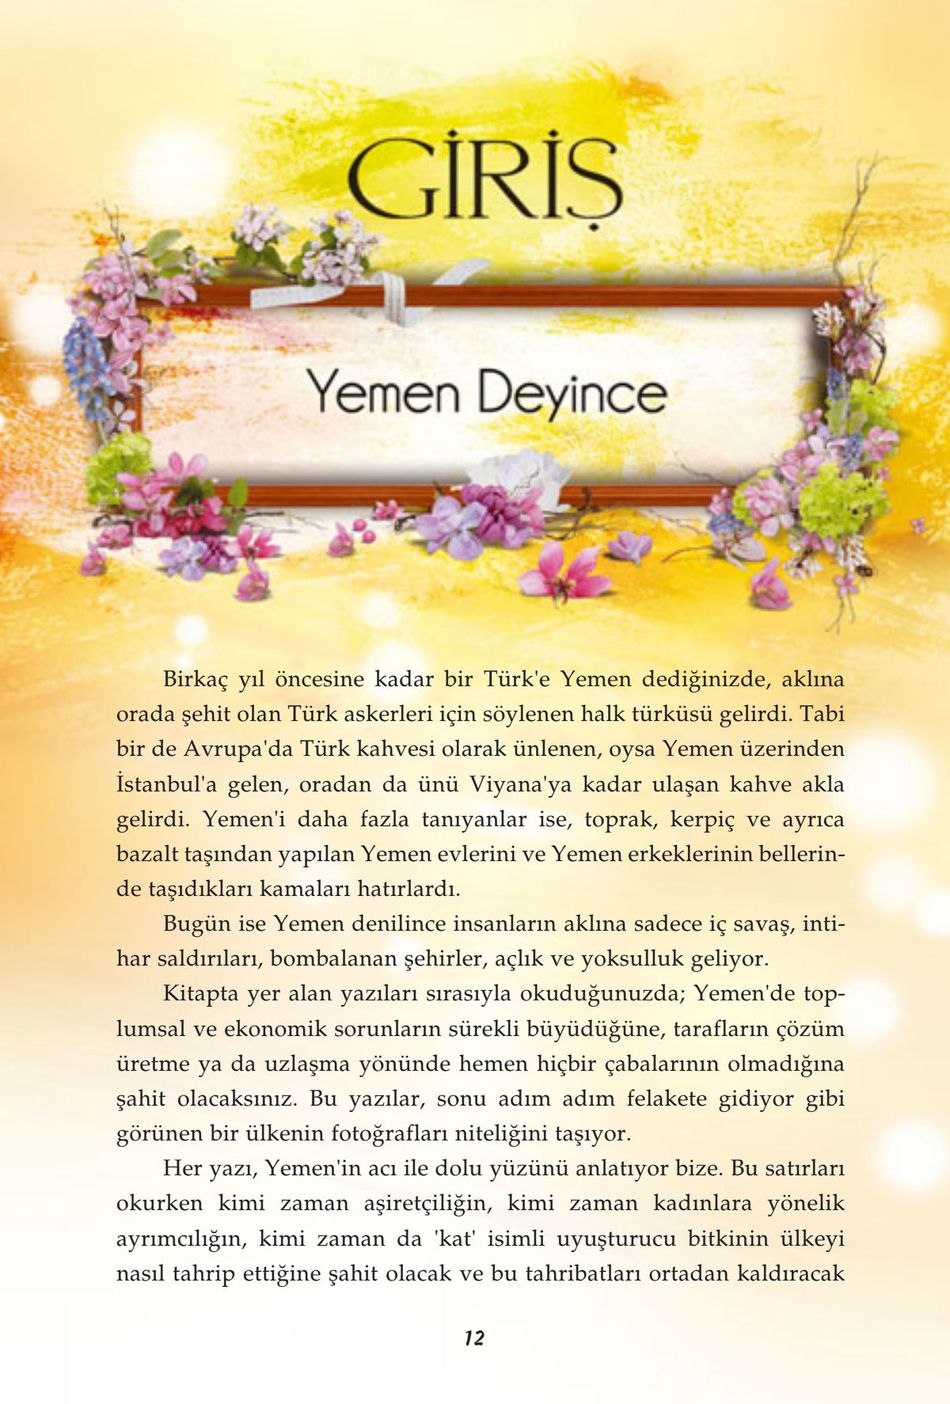 GİRİŞ
Yemen Deyince
Birkaç yıl öncesine kadar bir Türk'e Yemen dediğinizde, aklına
orada şehit olan Türk askerleri için söylenen halk türküsü gelirdi. Tabi
bir de Avrupa'da Türk kahvesi olarak ünlenen, oysa Yemen üzerinden
İstanbul'a gelen, oradan da ünü Viyana'ya kadar ulaşan kahve akla
gelirdi. Yemen'i daha fazla tanıyanlar ise, toprak, kerpiç ve ayrıca
bazalt taşından yapılan Yemen evlerini ve Yemen erkeklerinin bellerin-
de taşıdıkları kamaları hatırlardı.
Bugün ise Yemen denilince insanların aklına sadece iç savaş, inti-
har saldırıları, bombalanan şehirler, açlık ve yoksulluk geliyor.
Kitapta yer alan yazıları sırasıyla okuduğunuzda; Yemen'de top-
lumsal ve ekonomik sorunların sürekli büyüdüğüne, tarafların çözüm
üretme ya da uzlaşma yönünde hemen hiçbir çabalarının olmadığına
şahit olacaksınız. Bu yazılar, sonu adım adım felakete gidiyor gibi
görünen bir ülkenin fotoğrafları niteliğini taşıyor.
Her yazı, Yemen'in acı ile dolu yüzünü anlatıyor bize. Bu satırları
okurken kimi zaman aşiretçiliğin, kimi zaman kadınlara yönelik
ayrımcılığın, kimi zaman da 'kat' isimli uyuşturucu bitkinin ülkeyi
nasıl tahrip ettiğine şahit olacak ve bu tahribatları ortadan kaldıracak
12